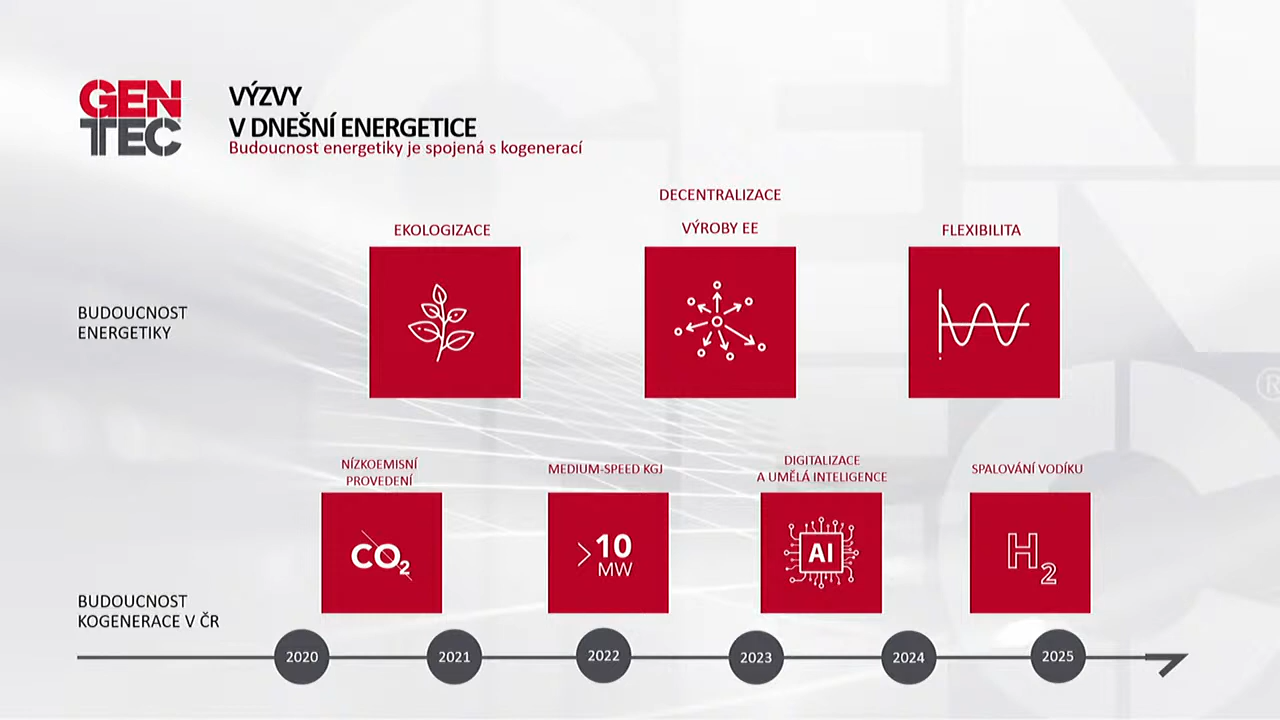 GEN
TEC
VÝZVY
V DNEŠNÍ ENERGETICE
Budoucnost energetiky je spojená s kogenerací
DECENTRALIZACE
EKOLOGIZACE
VÝROBY EE
FLEXIBILITA
BUDOUCNOST
ENERGETIKY
®
NÍZKOEMISNÍ
PROVEDENÍ
MEDIUM-SPEED KGJ
DIGITALIZACE
A UMĚLÁ INTELIGENCE
SPALOVÁNÍ VODÍKU
CO2
>10
MW
AI
H2
BUDOUCNOST
KOGENERACE V ČR
2020
2021
2022
2023
2024
2025